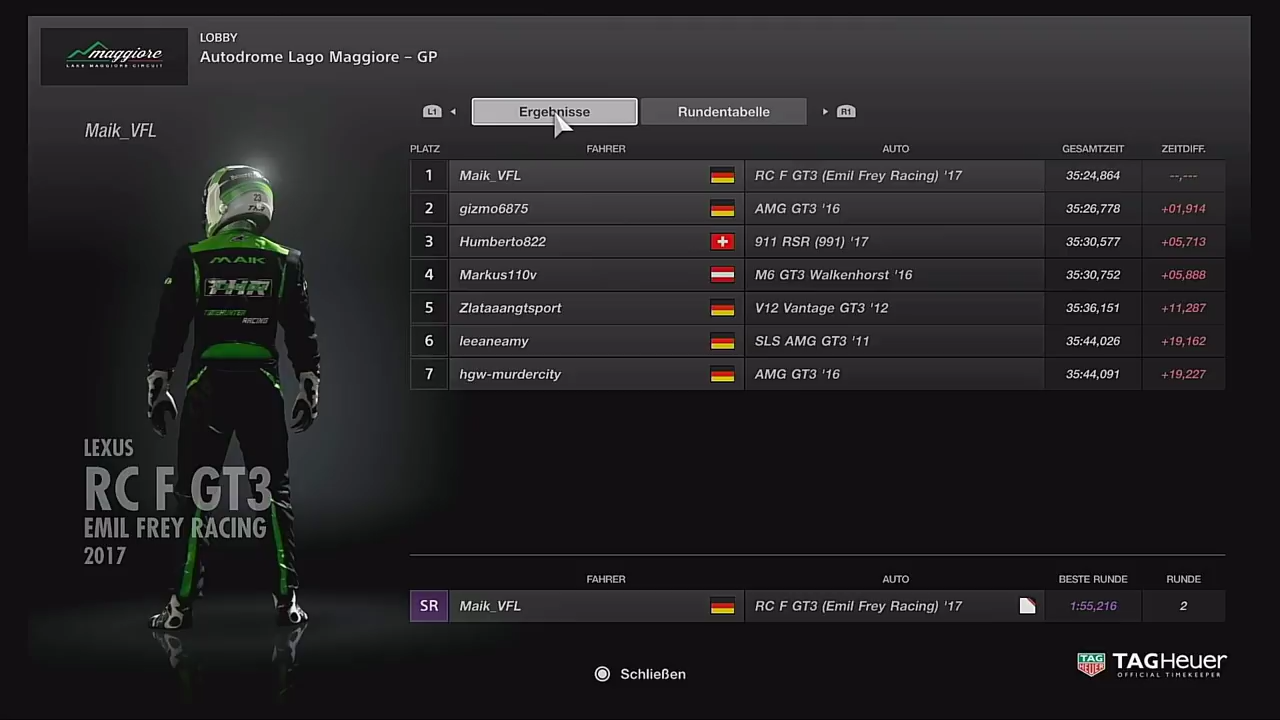 maggiore
LAKE MAGGIORE CIRCUIT
LOBBY
Autodrome Lago Maggiore – GP
L1 Ergebnisse Rundentabelle R1
Maik_VFL
PLATZ FAHRER AUTO GESAMTZEIT ZEITDIFF.
1 Maik_VFL RC F GT3 (Emil Frey Racing) '17 35:24,864 --,---
2 gizmo6875 AMG GT3 '16 35:26,778 +01,914
3 Humberto822 911 RSR (991) '17 35:30,577 +05,713
4 Markus110v M6 GT3 Walkenhorst '16 35:30,752 +05,888
5 Zlataaangtsport V12 Vantage GT3 '12 35:36,151 +11,287
6 leeaneamy SLS AMG GT3 '11 35:44,026 +19,162
7 hgw-murdercity AMG GT3 '16 35:44,091 +19,227
MAIK
RACING
LEXUS
RC F GT3
EMIL FREY RACING
2017
FAHRER AUTO BESTE RUNDE RUNDE
SR Maik_VFL RC F GT3 (Emil Frey Racing) '17 1:55,216 2
Schließen
TAG HEUER TAGHeuer
OFFICIAL TIMEKEEPER